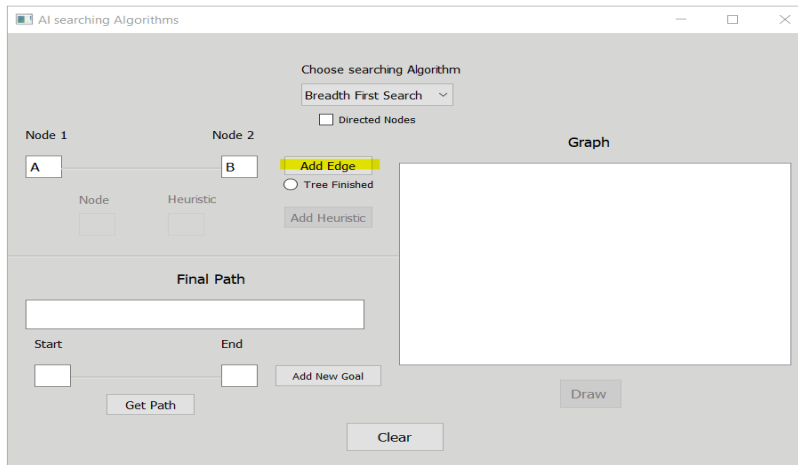 AI searching Algorithms
Choose searching Algorithm
Breadth First Search
Directed Nodes
Node 1
Node 2
Graph
A
B
Add Edge
Tree Finished
Node
Heuristic
Add Heuristic
Final Path
Start
End
Add New Goal
Get Path
Draw
Clear